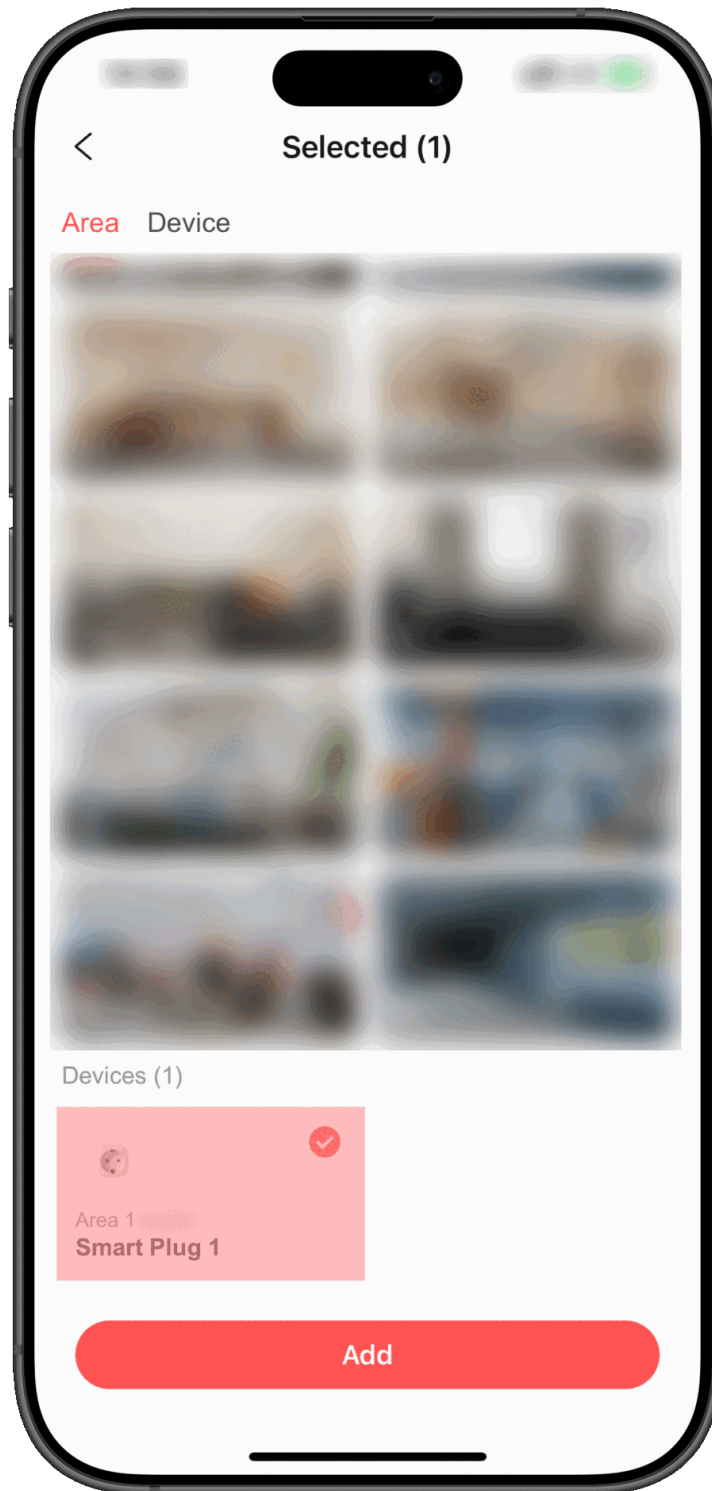 Selected (1)
Area Device
Devices (1)
Area 1
Smart Plug 1
Add